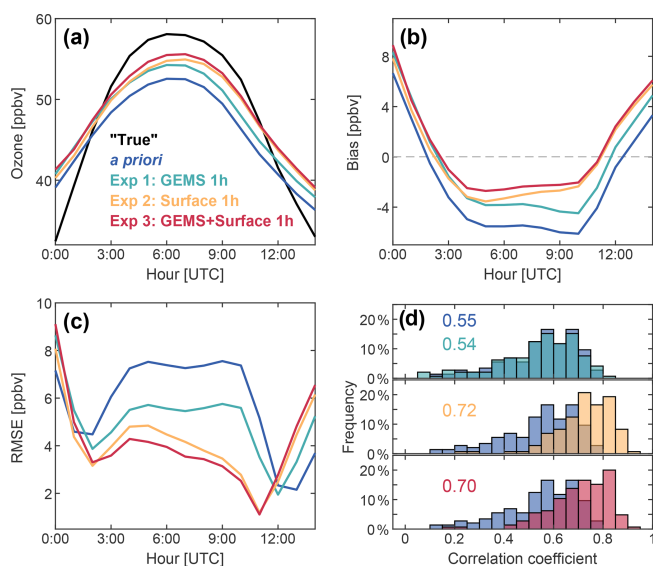 (a)
Ozone [ppbv]
60
50
40
"True"
a priori
Exp 1: GEMS 1h
Exp 2: Surface 1h
Exp 3: GEMS+Surface 1h
0:00 3:00 6:00 9:00 12:00
Hour [UTC]
(b)
Bias [ppbv]
8
4
0
-4
0:00 3:00 6:00 9:00 12:00
Hour [UTC]
(c)
RMSE [ppbv]
10
8
6
4
2
0:00 3:00 6:00 9:00 12:00
Hour [UTC]
(d)
Frequency
20%
10%
0%
0.55
0.54
20%
10%
0%
0.72
20%
10%
0%
0.70
0 0.2 0.4 0.6 0.8 1
Correlation coefficient